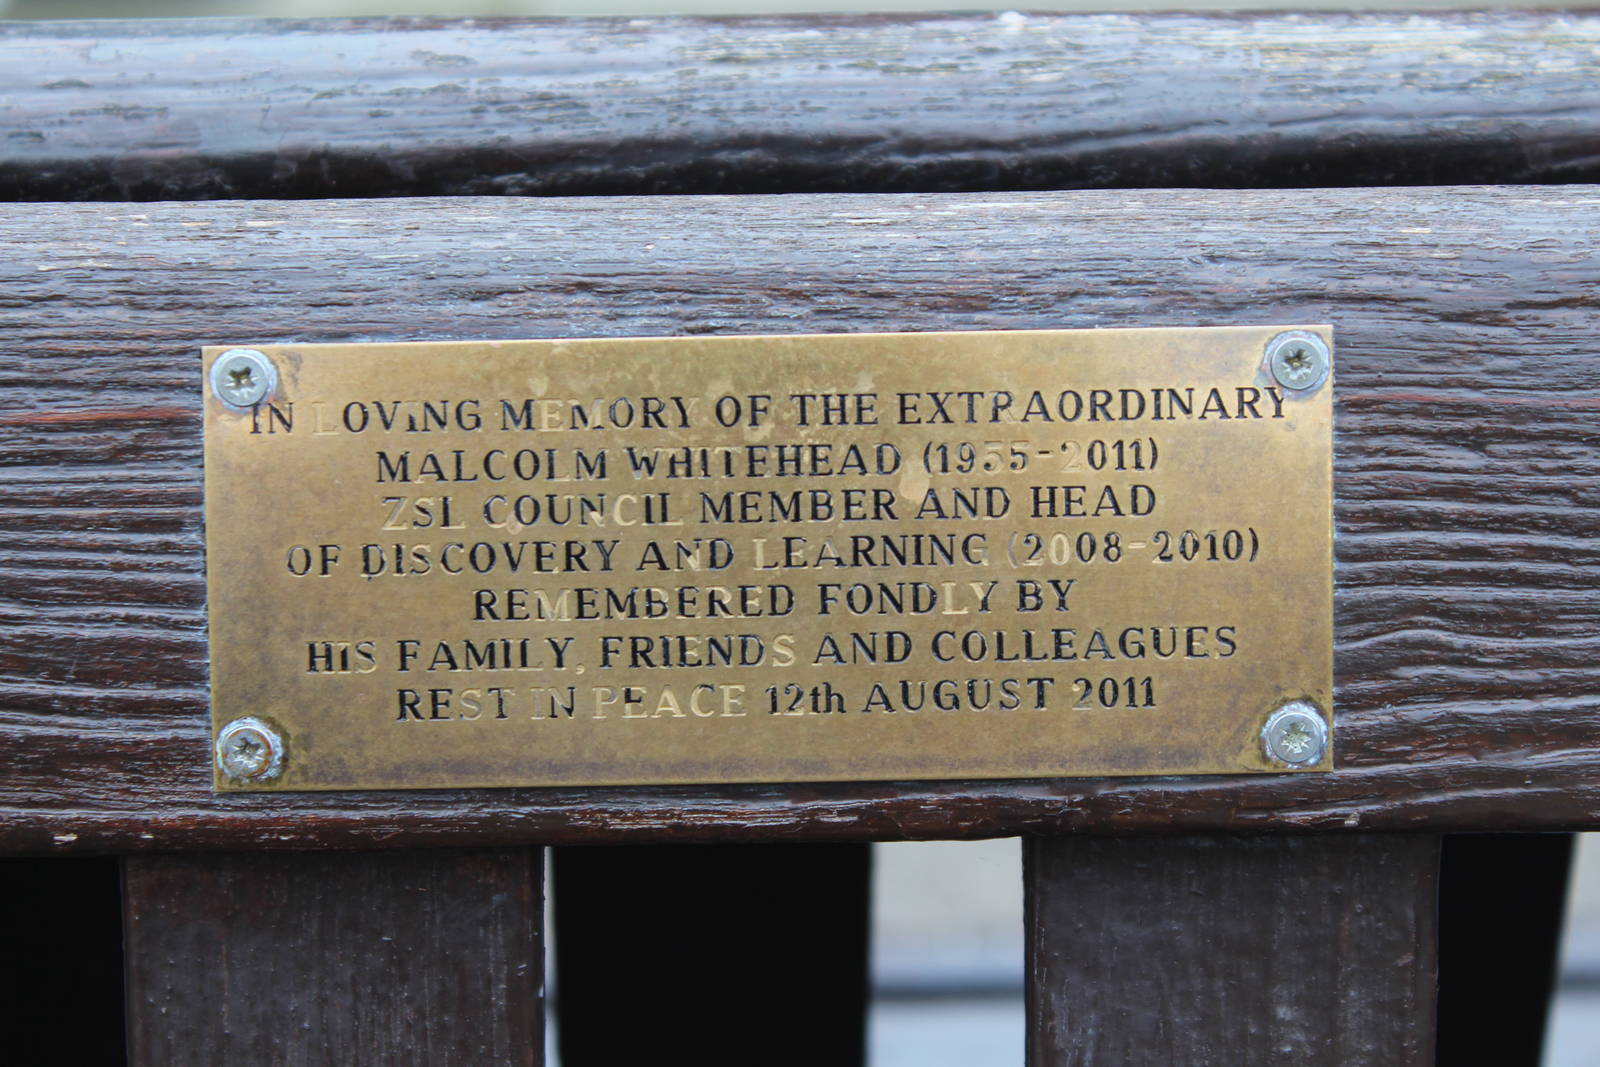 IN LOVING MEMORY OF THE EXTRAORDINARY
MALCOLM WHITEHEAD (1955-2011)
ZSL COUNCIL MEMBER AND HEAD
OF DISCOVERY AND LEARNING (2008-2010)
REMEMBERED FONDLY BY
HIS FAMILY, FRIENDS AND COLLEAGUES
REST IN PEACE 12th AUGUST 2011